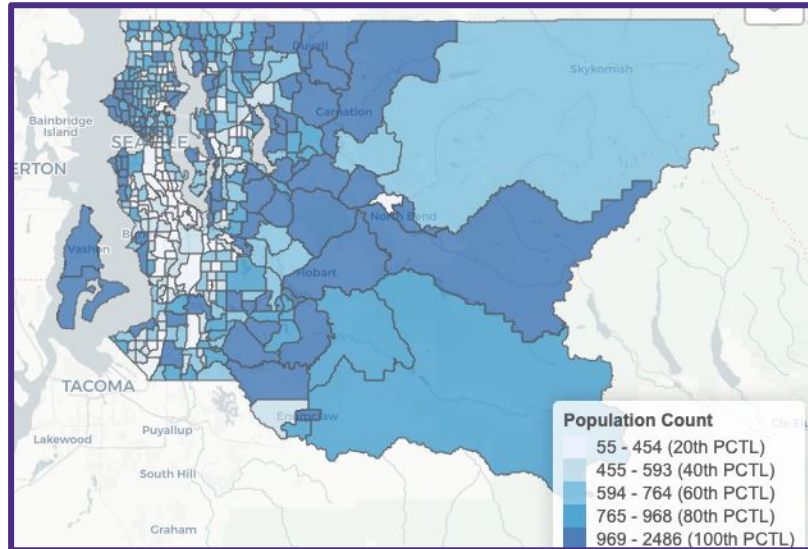 Duvall
Skykomish
Carnation
Bainbridge
Island
SEATTLE
ERTON
North Bend
Vashon
Hobart
TACOMA
Enumclaw
Lakewood
Puyallup
South Hill
Graham
Population Count
55 - 454 (20th PCTL)
455 - 593 (40th PCTL)
594 - 764 (60th PCTL)
765 - 968 (80th PCTL)
969 - 2486 (100th PCTL)